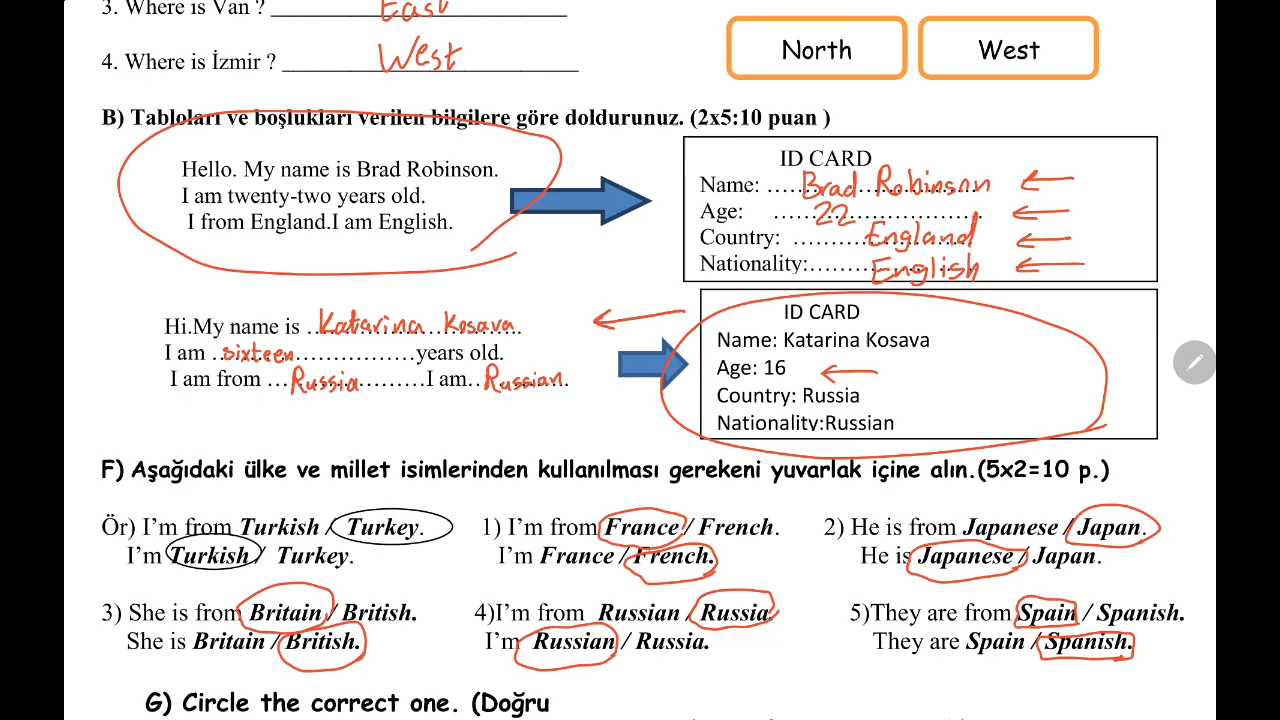 3. Where is Van ? East
4. Where is İzmir ? West
North West
B) Tabloları ve boşlukları verilen bilgilere göre doldurunuz. (2x5:10 puan )
Hello. My name is Brad Robinson.
I am twenty-two years old.
I from England.I am English.
ID CARD
Name: Brad Robinson
Age: 22
Country: England
Nationality: English
Hi.My name is Katarina Kosava
I am sixteen years old.
I am from Russia I am Russian.
ID CARD
Name: Katarina Kosava
Age: 16
Country: Russia
Nationality:Russian
F) Aşağıdaki ülke ve millet isimlerinden kullanılması gerekeni yuvarlak içine alın.(5x2=10 p.)
Ör) I'm from Turkish / Turkey.
I'm Turkish / Turkey.
1) I'm from France / French.
I'm France / French.
2) He is from Japanese / Japan.
He is Japanese / Japan.
3) She is from Britain / British.
She is Britain / British.
4)I'm from Russian / Russia.
I'm Russian / Russia.
5)They are from Spain / Spanish.
They are Spain / Spanish.
G) Circle the correct one. (Doğru